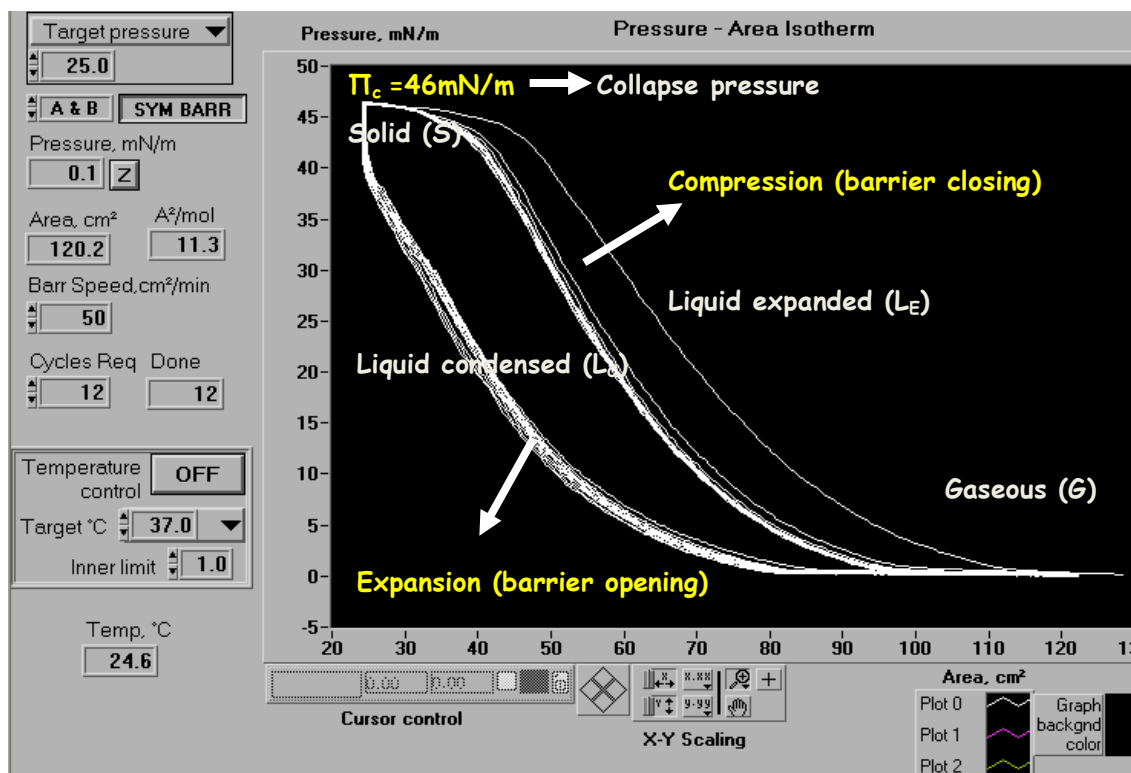 Target pressure
25.0
A & B SYM BARR
Pressure, mN/m
0.1 Z
Area, cm² A²/mol
120.2 11.3
Barr Speed,cm²/min
50
Cycles Req Done
12 12
Temperature control OFF
Target °C 37.0
Inner limit 1.0
Temp, °C
24.6
Pressure, mN/m Pressure - Area Isotherm
50-
45-
40-
35-
30-
25-
20-
15-
10-
5-
0-
-5-
Πc =46mN/m Collapse pressure
Solid (S)
Compression (barrier closing)
Liquid expanded (LE)
Liquid condensed
Gaseous (G)
Expansion (barrier opening)
20 30 40 50 60 70 80 90 100 110 120
Area, cm²
0.00 0.00
Cursor control
X x.xx
Y y.yy
X-Y Scaling
Plot 0
Plot 1
Plot 2
Graph
backgnd
color